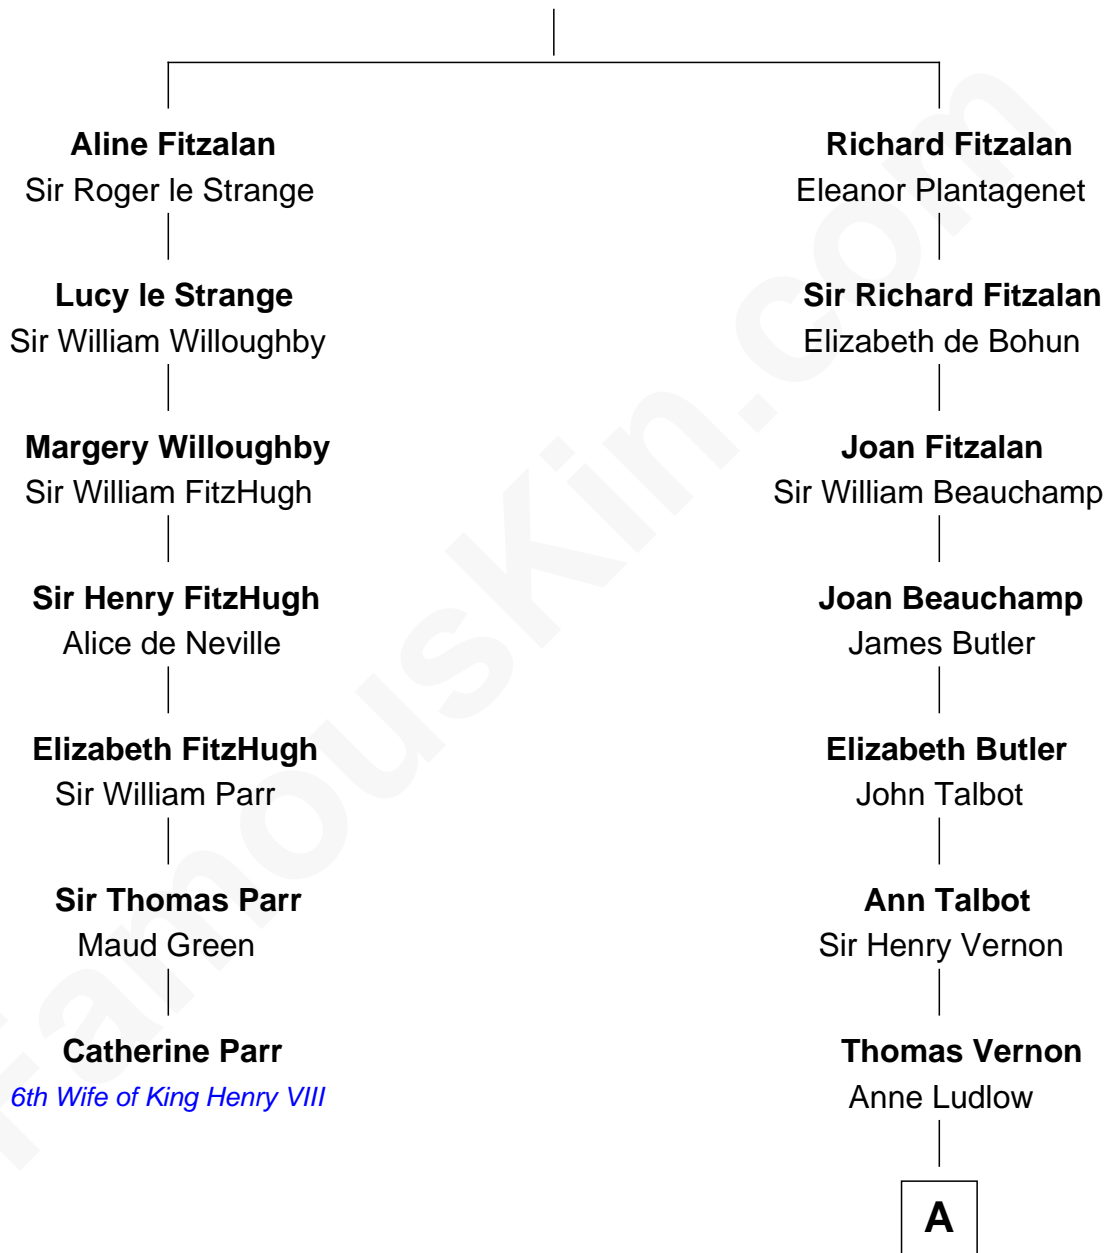 Aline Fitzalan
Sir Roger le Strange
Lucy le Strange
Sir William Willoughby
Margery Willoughby
Sir William FitzHugh
Sir Henry FitzHugh
Alice de Neville
Elizabeth FitzHugh
Sir William Parr
Sir Thomas Parr
Maud Green
Catherine Parr
6th Wife of King Henry VIII
Richard Fitzalan
Eleanor Plantagenet
Sir Richard Fitzalan
Elizabeth de Bohun
Joan Fitzalan
Sir William Beauchamp
Joan Beauchamp
James Butler
Elizabeth Butler
John Talbot
Ann Talbot
Sir Henry Vernon
Thomas Vernon
Anne Ludlow
A
FamousKin.com